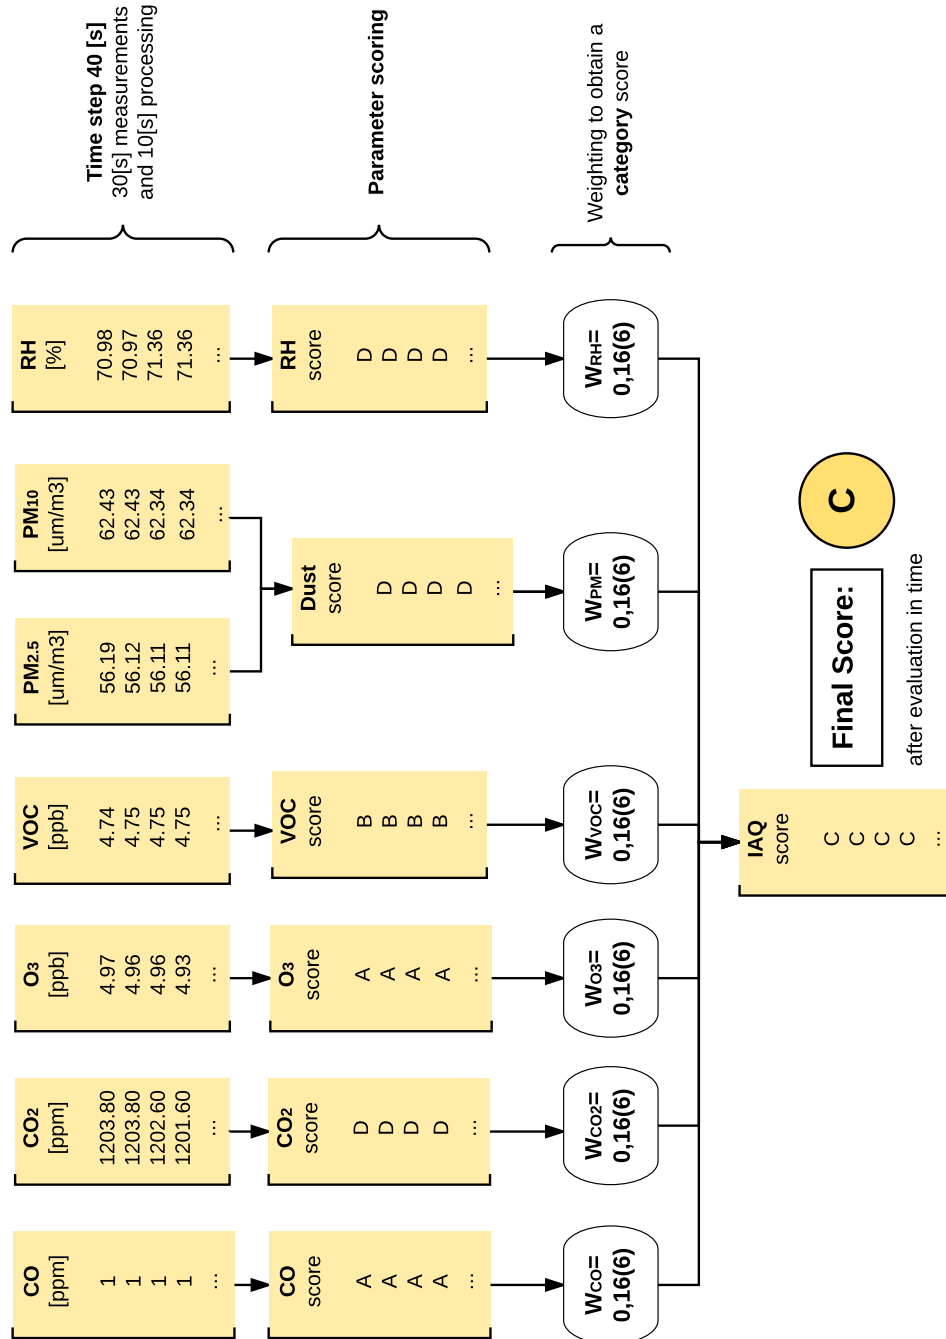 CO
[ppm]
1
1
1
1
...
CO2
[ppm]
1203.80
1203.80
1202.60
1201.60
...
O3
[ppb]
4.97
4.96
4.96
4.93
...
VOC
[ppb]
4.74
4.75
4.75
4.75
...
PM2.5
[um/m3]
56.19
56.12
56.11
56.11
...
PM10
[um/m3]
62.43
62.43
62.34
62.34
...
RH
[%]
70.98
70.97
71.36
71.36
...
Time step 40 [s]
30[s] measurements
and 10[s] processing
CO
score
A
A
A
A
...
CO2
score
D
D
D
D
...
O3
score
A
A
A
A
...
VOC
score
B
B
B
B
...
Dust
score
D
D
D
D
...
RH
score
D
D
D
D
...
Parameter scoring
WCO=
0,16(6)
WCO2=
0,16(6)
WO3=
0,16(6)
WVOC=
0,16(6)
WPM=
0,16(6)
WRH=
0,16(6)
Weighting to obtain a
category score
IAQ
score
C
C
C
C
...
Final Score:
C
after evaluation in time